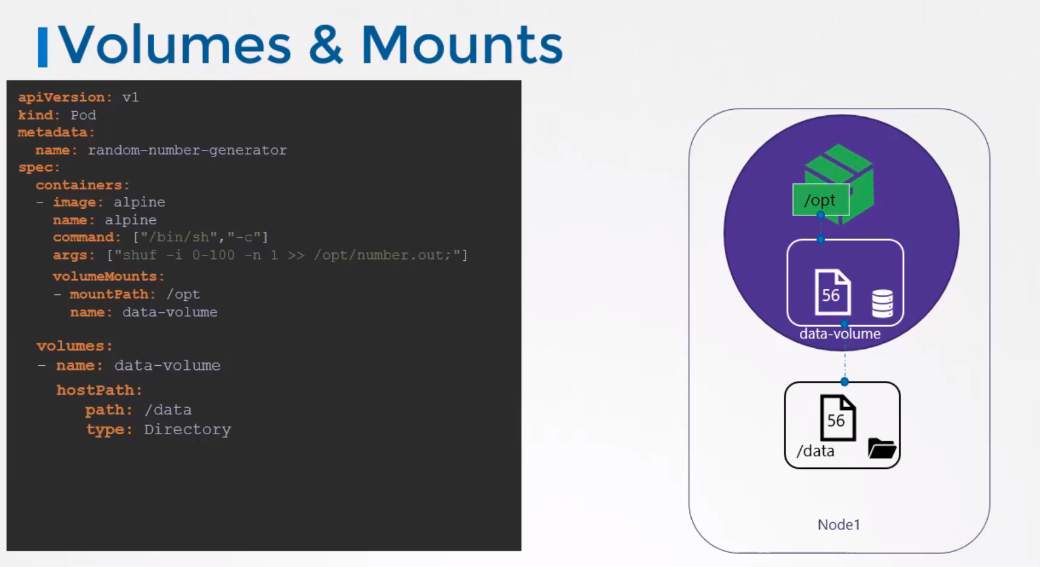 Volumes & Mounts
apiVersion: v1
kind: Pod
metadata:
  name: random-number-generator
spec:
  containers:
  - image: alpine
    name: alpine
    command: ["/bin/sh","-c"]
    args: ["shuf -i 0-100 -n 1 >> /opt/number.out;"]
    volumeMounts:
    - mountPath: /opt
      name: data-volume
  volumes:
  - name: data-volume
    hostPath:
       path: /data
       type: Directory
/opt
56
data-volume
56
/data
Node1